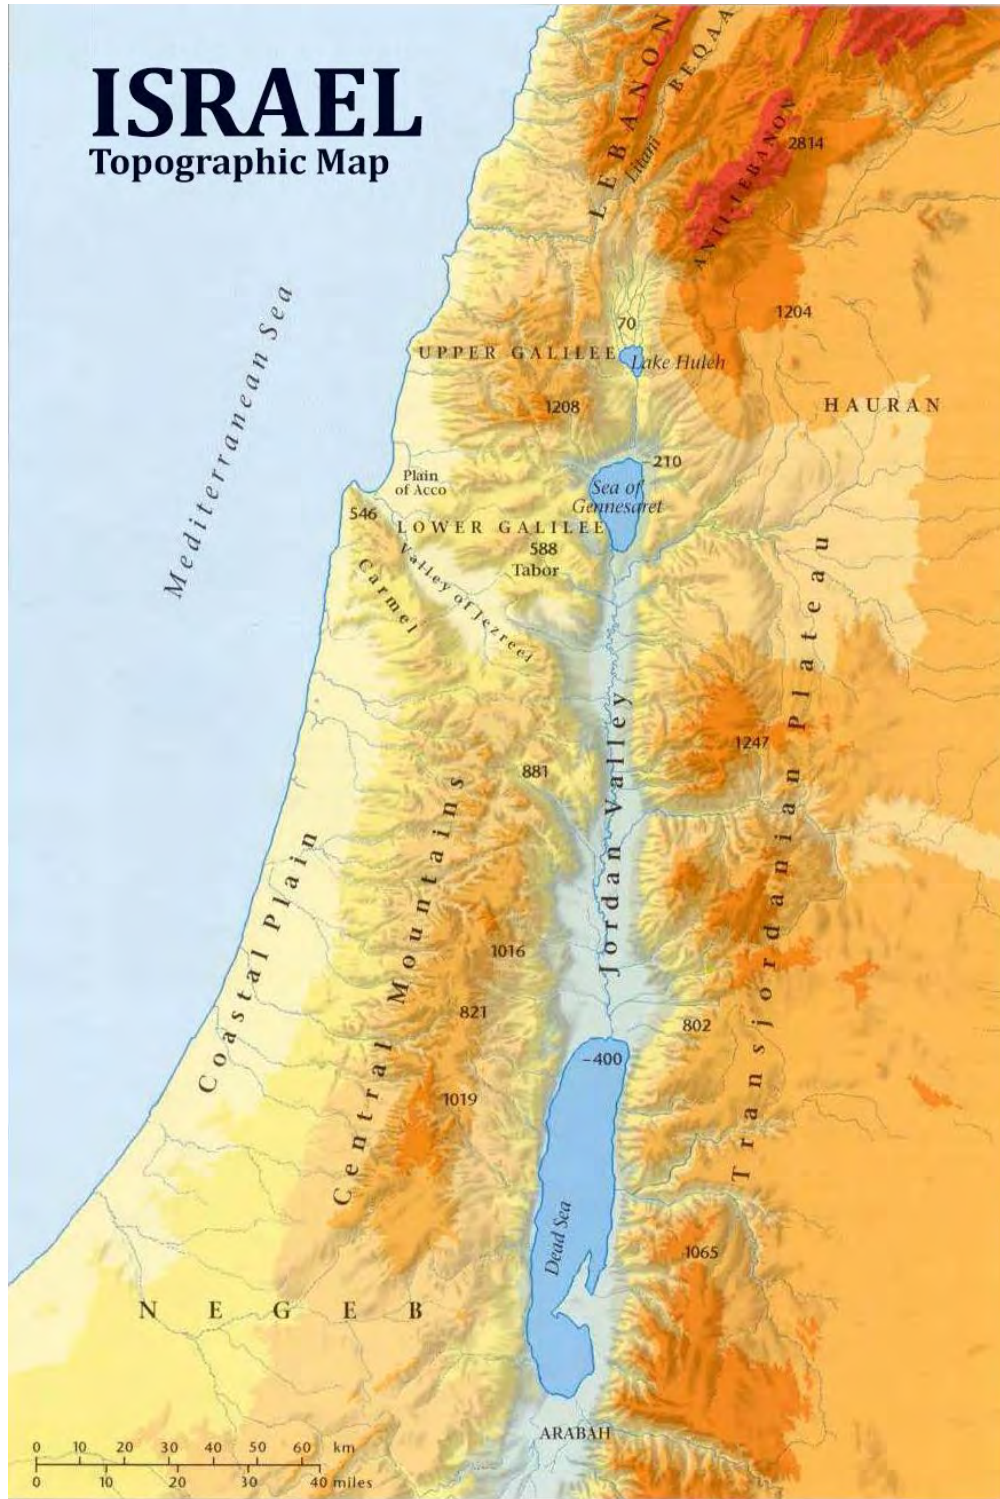 ISRAEL
Topographic Map
LEBANON
BEQAA
Litani
ANTI-LEBANON
2814
1204
70
UPPER GALILEE
Lake Huleh
HAURAN
1208
Mediterranean Sea
-210
Plain
of Acco
Sea of
Gennesaret
546
LOWER GALILEE
588
Tabor
Carmel
Valley of Jezreel
Transjordanian Plateau
Jordan Valley
1247
881
Central Mountains
Coastal Plain
1016
821
802
-400
1019
Dead Sea
1065
NEGEB
ARABAH
0 10 20 30 40 50 60 km
0 10 20 30 40 miles